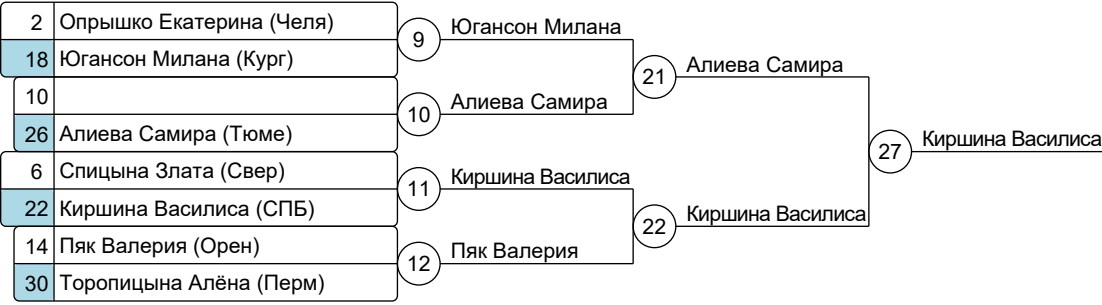 2 Опрышко Екатерина (Челя)
18 Югансон Милана (Кург)
10
26 Алиева Самира (Тюме)
6 Спицына Злата (Свер)
22 Киршина Василиса (СПБ)
14 Пяк Валерия (Орен)
30 Торопицына Алёна (Перм)
9 Югансон Милана
10 Алиева Самира
11 Киршина Василиса
12 Пяк Валерия
21 Алиева Самира
22 Киршина Василиса
27 Киршина Василиса